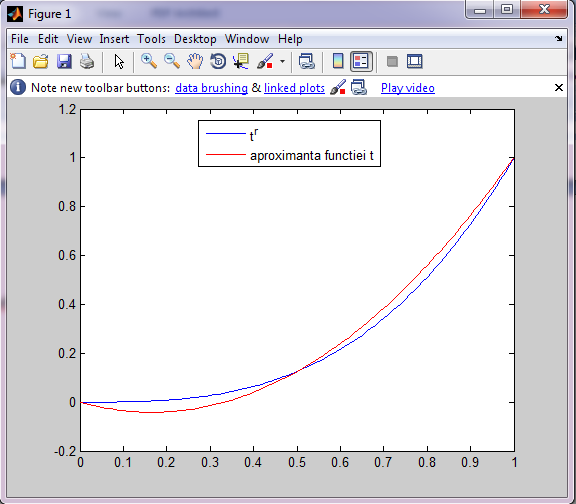 Figure 1
File Edit View Insert Tools Desktop Window Help
Note new toolbar buttons: data brushing & linked plots Play video
1.2
1
0.8
0.6
0.4
0.2
0
-0.2
t^r
aproximanta functiei t
0 0.1 0.2 0.3 0.4 0.5 0.6 0.7 0.8 0.9 1